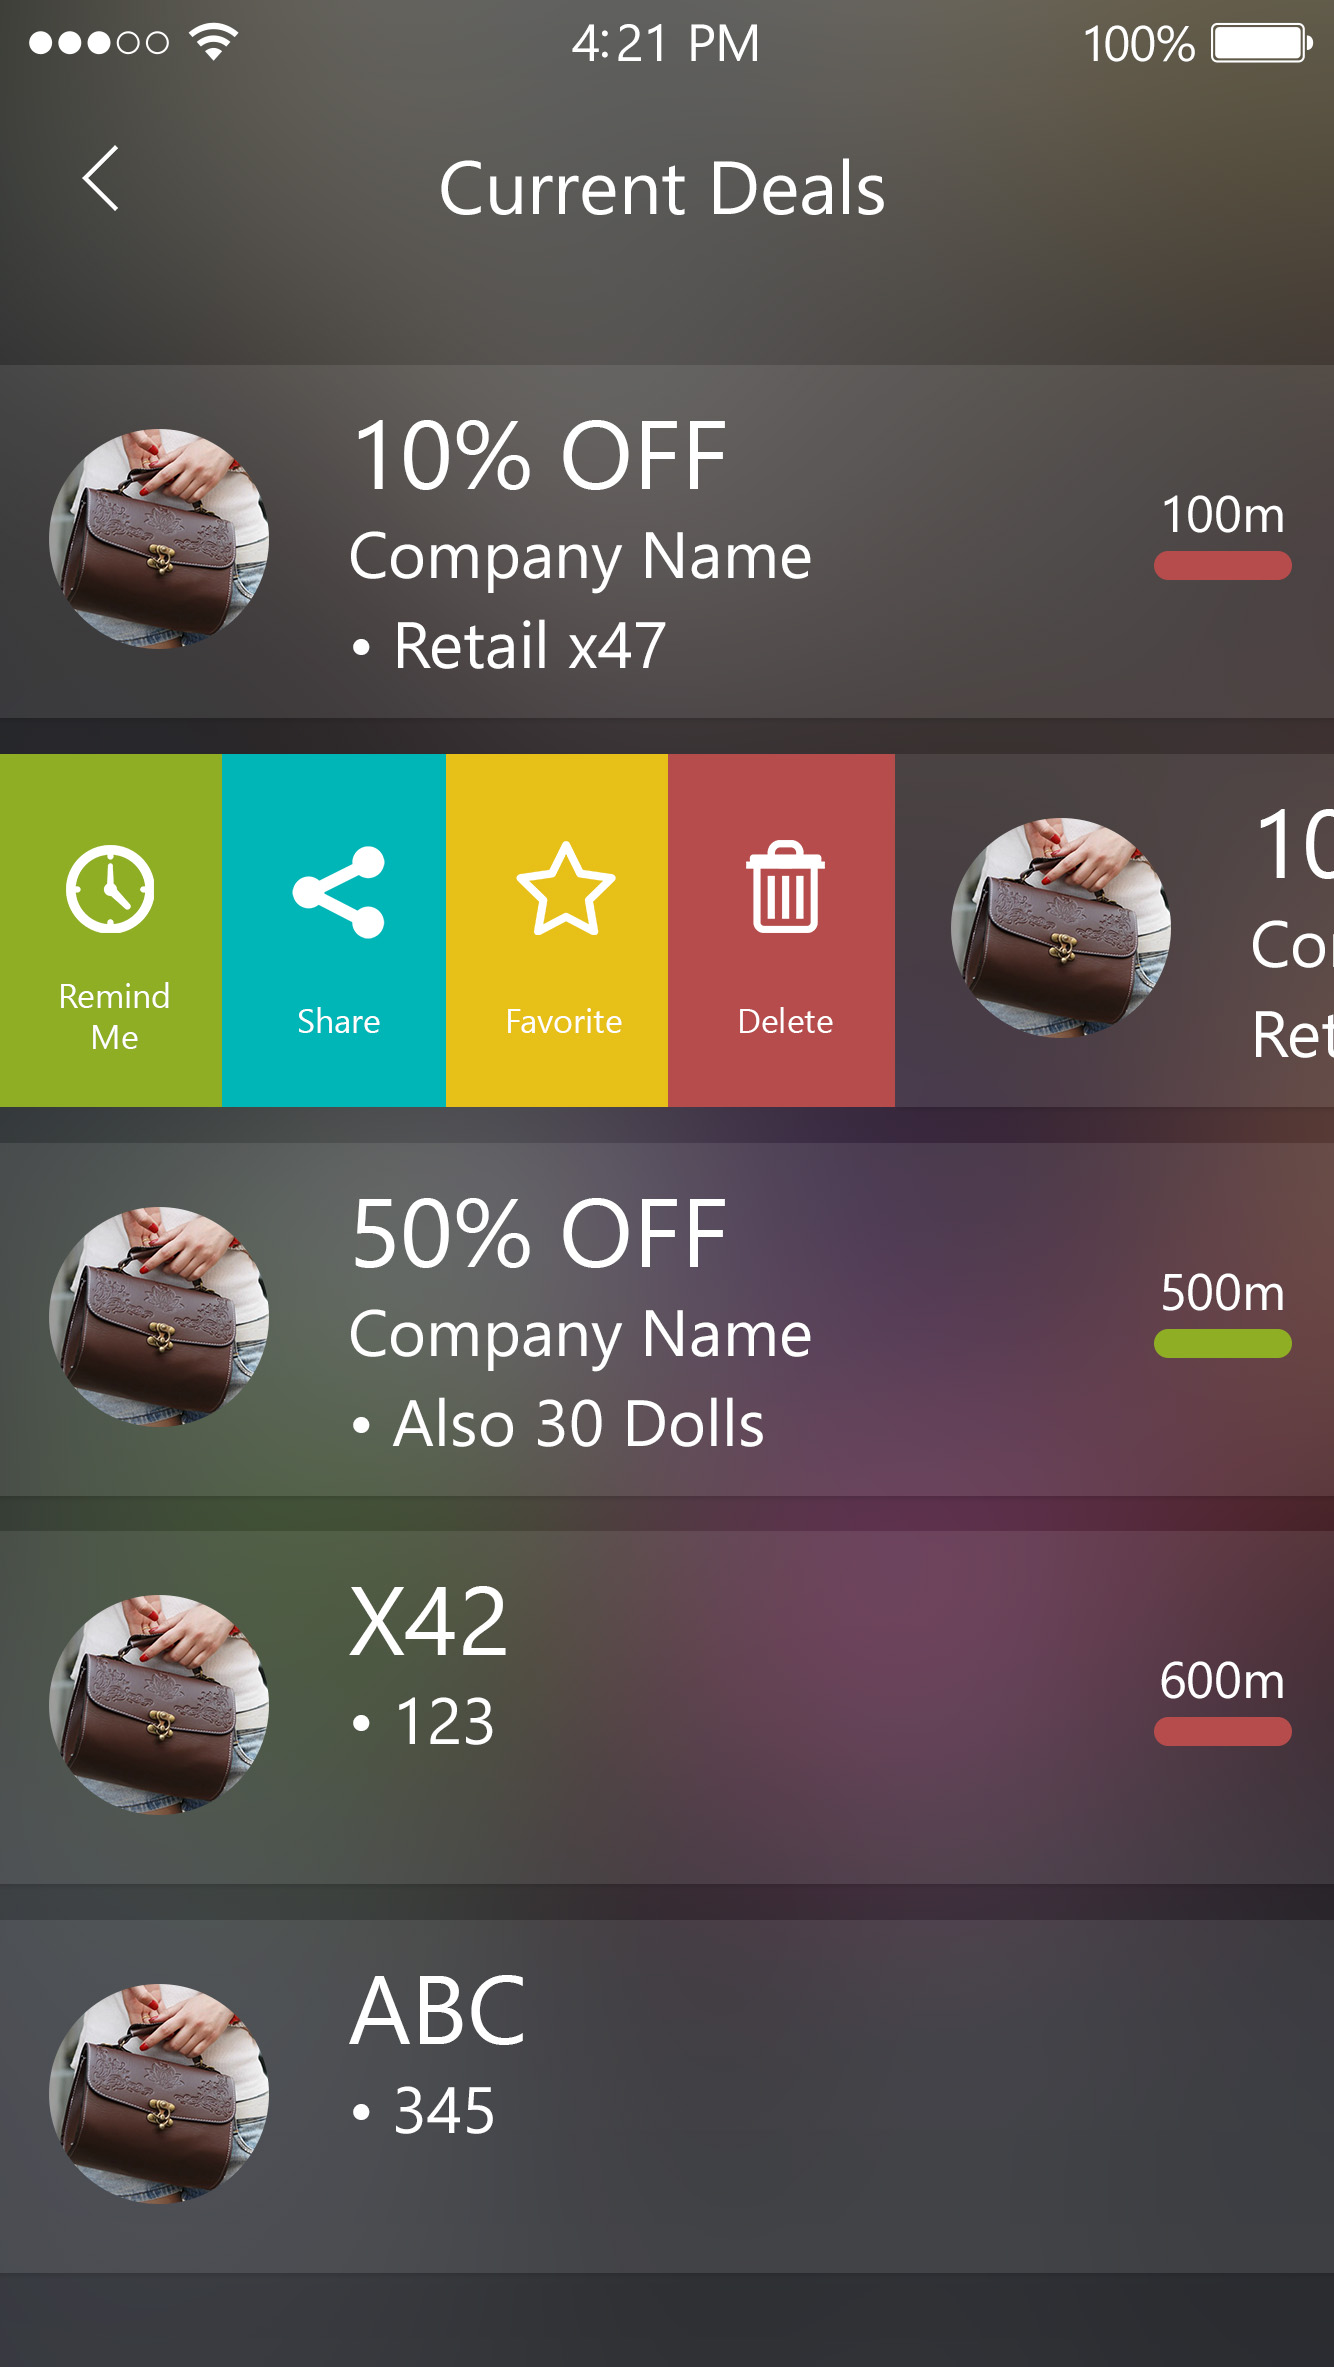 4:21 PM
100%
Current Deals
10% OFF
Company Name
• Retail x47
100m
Remind
Me
Share
Favorite
Delete
10
Co
Ret
50% OFF
Company Name
• Also 30 Dolls
500m
X42
• 123
600m
ABC
• 345